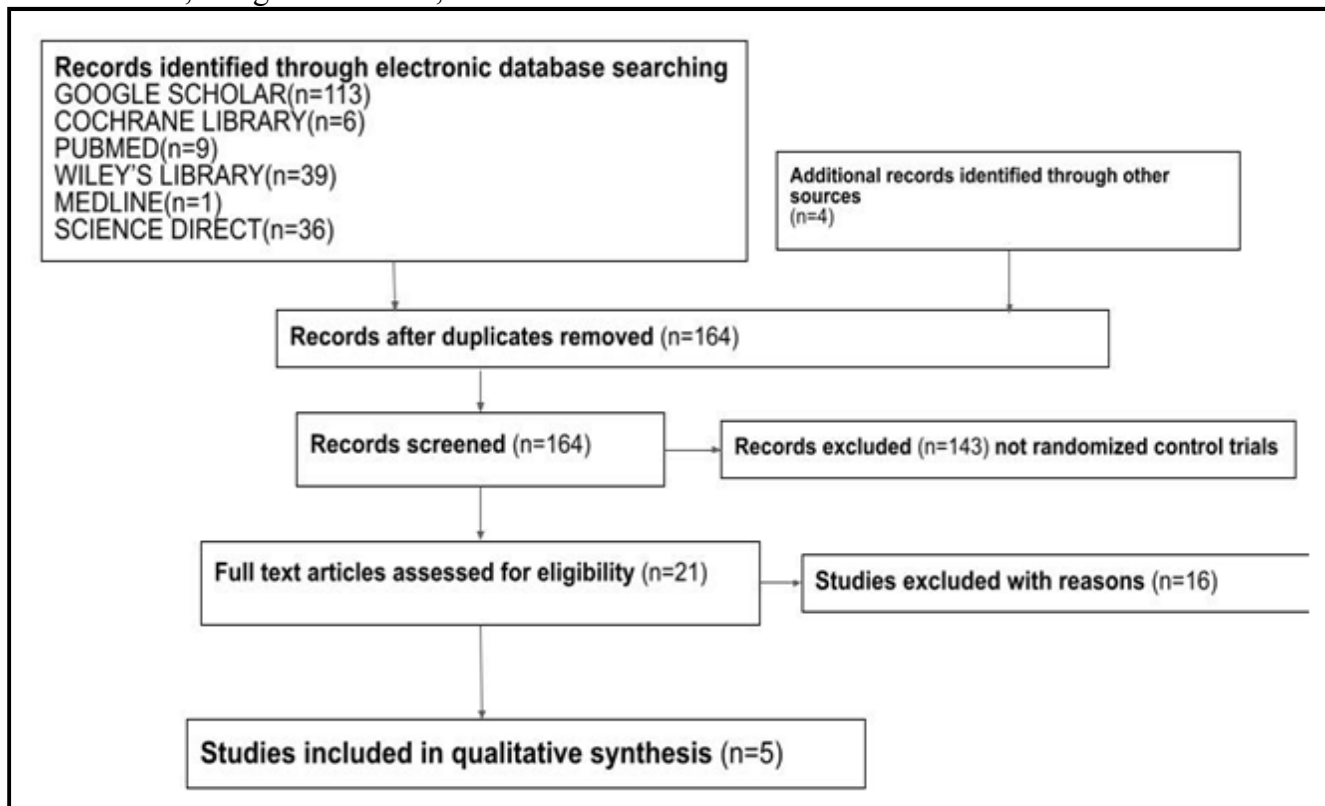 Records identified through electronic database searching
GOOGLE SCHOLAR(n=113)
COCHRANE LIBRARY(n=6)
PUBMED(n=9)
WILEY'S LIBRARY(n=39)
MEDLINE(n=1)
SCIENCE DIRECT(n=36)
Additional records identified through other
sources
(n=4)
Records after duplicates removed (n=164)
Records screened (n=164)
Records excluded (n=143) not randomized control trials
Full text articles assessed for eligibility (n=21)
Studies excluded with reasons (n=16)
Studies included in qualitative synthesis (n=5)